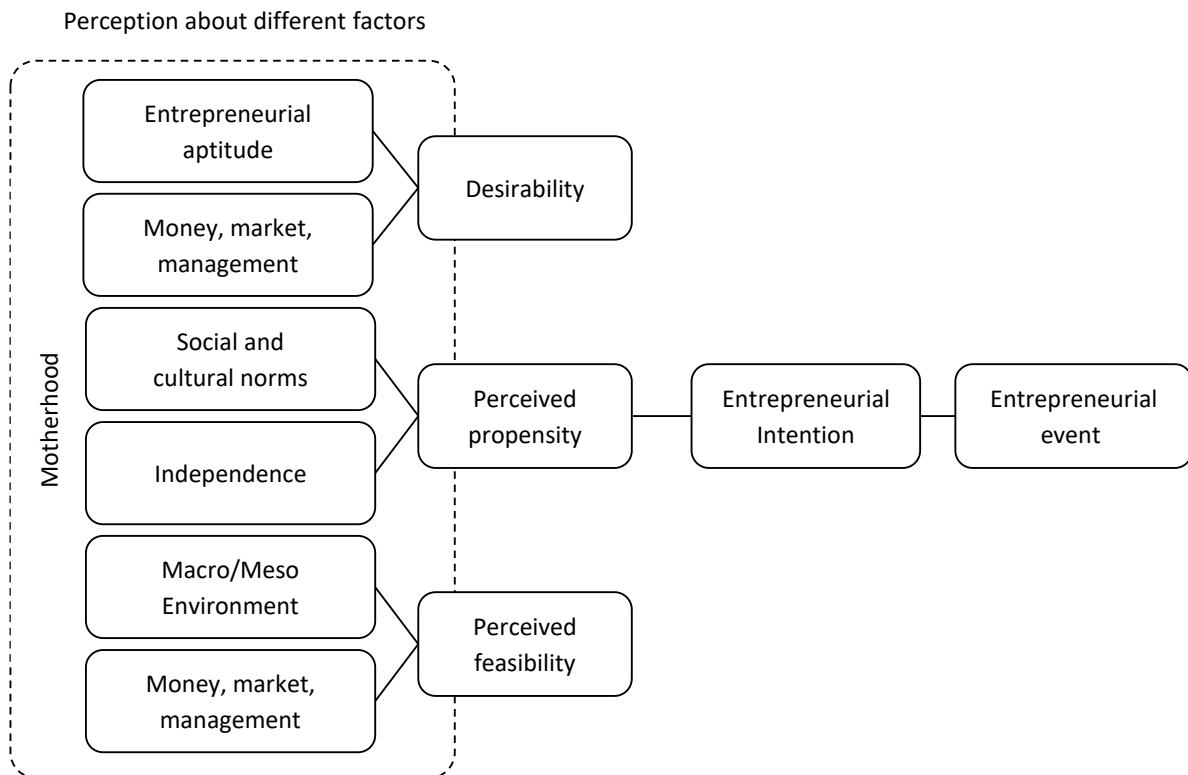 Perception about different factors
Motherhood
Entrepreneurial
aptitude
Money, market,
management
Desirability
Social and
cultural norms
Independence
Perceived
propensity
Entrepreneurial
Intention
Entrepreneurial
event
Macro/Meso
Environment
Money, market,
management
Perceived
feasibility